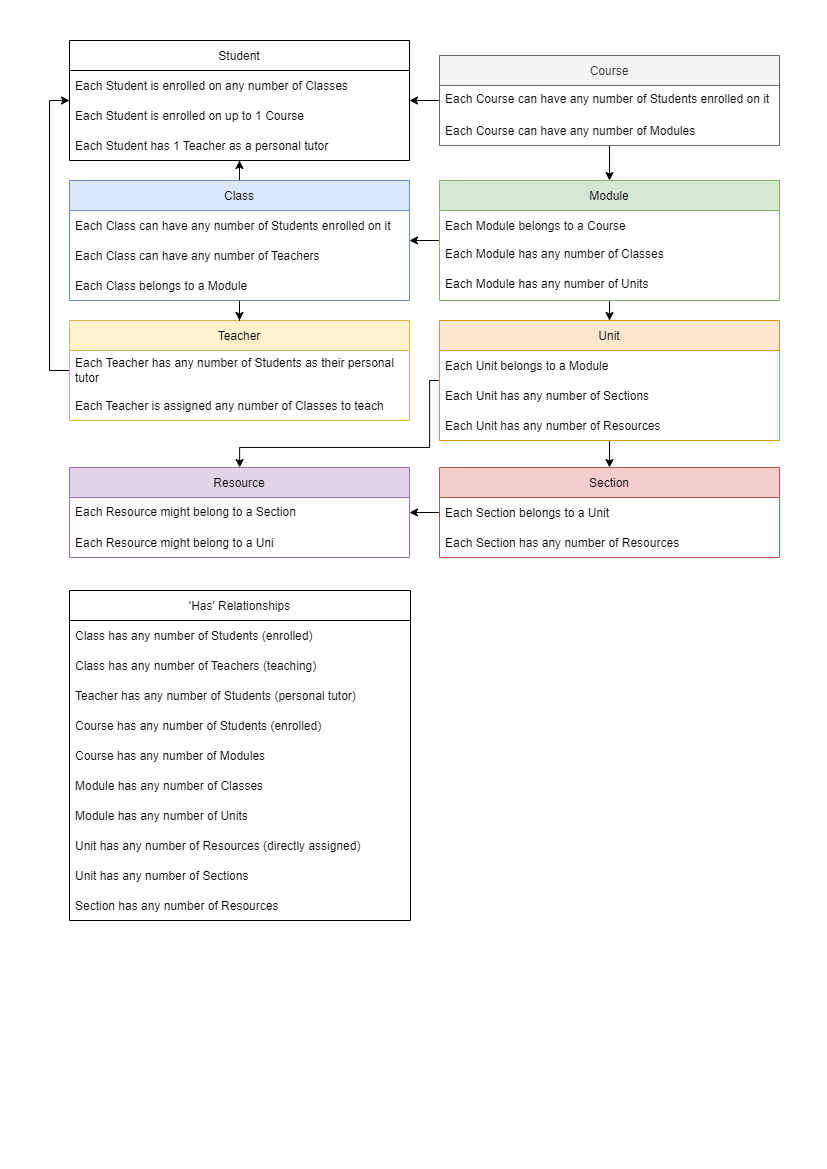 Student
Each Student is enrolled on any number of Classes
Each Student is enrolled on up to 1 Course
Each Student has 1 Teacher as a personal tutor
Course
Each Course can have any number of Students enrolled on it
Each Course can have any number of Modules
Class
Each Class can have any number of Students enrolled on it
Each Class can have any number of Teachers
Each Class belongs to a Module
Module
Each Module belongs to a Course
Each Module has any number of Classes
Each Module has any number of Units
Teacher
Each Teacher has any number of Students as their personal
tutor
Each Teacher is assigned any number of Classes to teach
Unit
Each Unit belongs to a Module
Each Unit has any number of Sections
Each Unit has any number of Resources
Resource
Each Resource might belong to a Section
Each Resource might belong to a Uni
Section
Each Section belongs to a Unit
Each Section has any number of Resources
'Has' Relationships
Class has any number of Students (enrolled)
Class has any number of Teachers (teaching)
Teacher has any number of Students (personal tutor)
Course has any number of Students (enrolled)
Course has any number of Modules
Module has any number of Classes
Module has any number of Units
Unit has any number of Resources (directly assigned)
Unit has any number of Sections
Section has any number of Resources